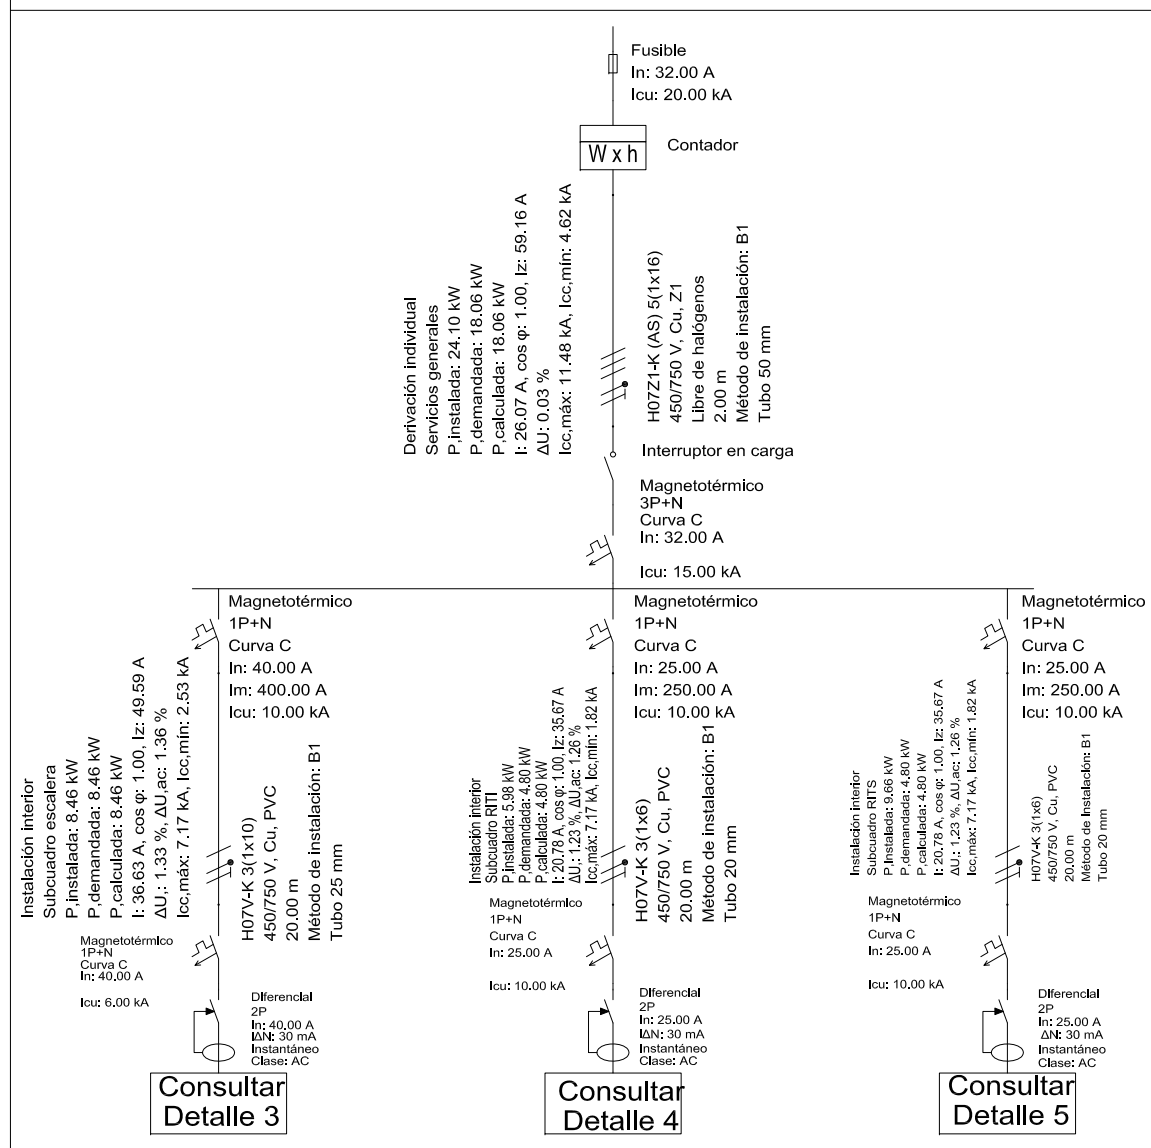 Fusible
In: 32.00 A
Icu: 20.00 kA
W x h
Contador
Derivación individual
Servicios generales
P,instalada: 24.10 kW
P,demandada: 18.06 kW
P,calculada: 18.06 kW
I: 26.07 A, cos φ: 1.00, Iz: 59.16 A
ΔU: 0.03 %
Icc,máx: 11.48 kA, Icc,mín: 4.62 kA
H07Z1-K (AS) 5(1x16)
450/750 V, Cu, Z1
Libre de halógenos
2.00 m
Método de instalación: B1
Tubo 50 mm
Interruptor en carga
Magnetotérmico
3P+N
Curva C
In: 32.00 A
Icu: 15.00 kA
Magnetotérmico
1P+N
Curva C
In: 40.00 A
Im: 400.00 A
Icu: 10.00 kA
Instalación interior
Subcuadro escalera
P,instalada: 8.46 kW
P,demandada: 8.46 kW
P,calculada: 8.46 kW
I: 36.63 A, cos φ: 1.00, Iz: 49.59 A
ΔU,: 1.33 %, ΔU,ac: 1.36 %
Icc,máx: 7.17 kA, Icc,mín: 2.53 kA
H07V-K 3(1x10)
450/750 V, Cu, PVC
20.00 m
Método de instalación: B1
Tubo 25 mm
Magnetotérmico
1P+N
Curva C
In: 40.00 A
Icu: 6.00 kA
Diferencial
2P
In: 40.00 A
IΔN: 30 mA
Instantáneo
Clase: AC
Consultar
Detalle 3
Magnetotérmico
1P+N
Curva C
In: 25.00 A
Im: 250.00 A
Icu: 10.00 kA
Instalación interior
Subcuadro RITI
P,instalada: 5.98 kW
P,demandada: 4.80 kW
P,calculada: 4.80 kW
I: 20.78 A, cos φ: 1.00, Iz: 35.67 A
ΔU,: 1.23 %, ΔU,ac: 1.26 %
Icc,máx: 7.17 kA, Icc,mín: 1.82 kA
H07V-K 3(1x6)
450/750 V, Cu, PVC
20.00 m
Método de instalación: B1
Tubo 20 mm
Magnetotérmico
1P+N
Curva C
In: 25.00 A
Icu: 10.00 kA
Diferencial
2P
In: 25.00 A
IΔN: 30 mA
Instantáneo
Clase: AC
Consultar
Detalle 4
Magnetotérmico
1P+N
Curva C
In: 25.00 A
Im: 250.00 A
Icu: 10.00 kA
Instalación interior
Subcuadro RITS
P,instalada: 9.66 kW
P,demandada: 4.80 kW
P,calculada: 4.80 kW
I: 20.78 A, cos φ: 1.00, Iz: 35.67 A
ΔU,: 1.23 %, ΔU,ac: 1.26 %
Icc,máx: 7.17 kA, Icc,mín: 1.82 kA
H07V-K 3(1x6)
450/750 V, Cu, PVC
20.00 m
Método de instalación: B1
Tubo 20 mm
Magnetotérmico
1P+N
Curva C
In: 25.00 A
Icu: 10.00 kA
Diferencial
2P
In: 25.00 A
IΔN: 30 mA
Instantáneo
Clase: AC
Consultar
Detalle 5